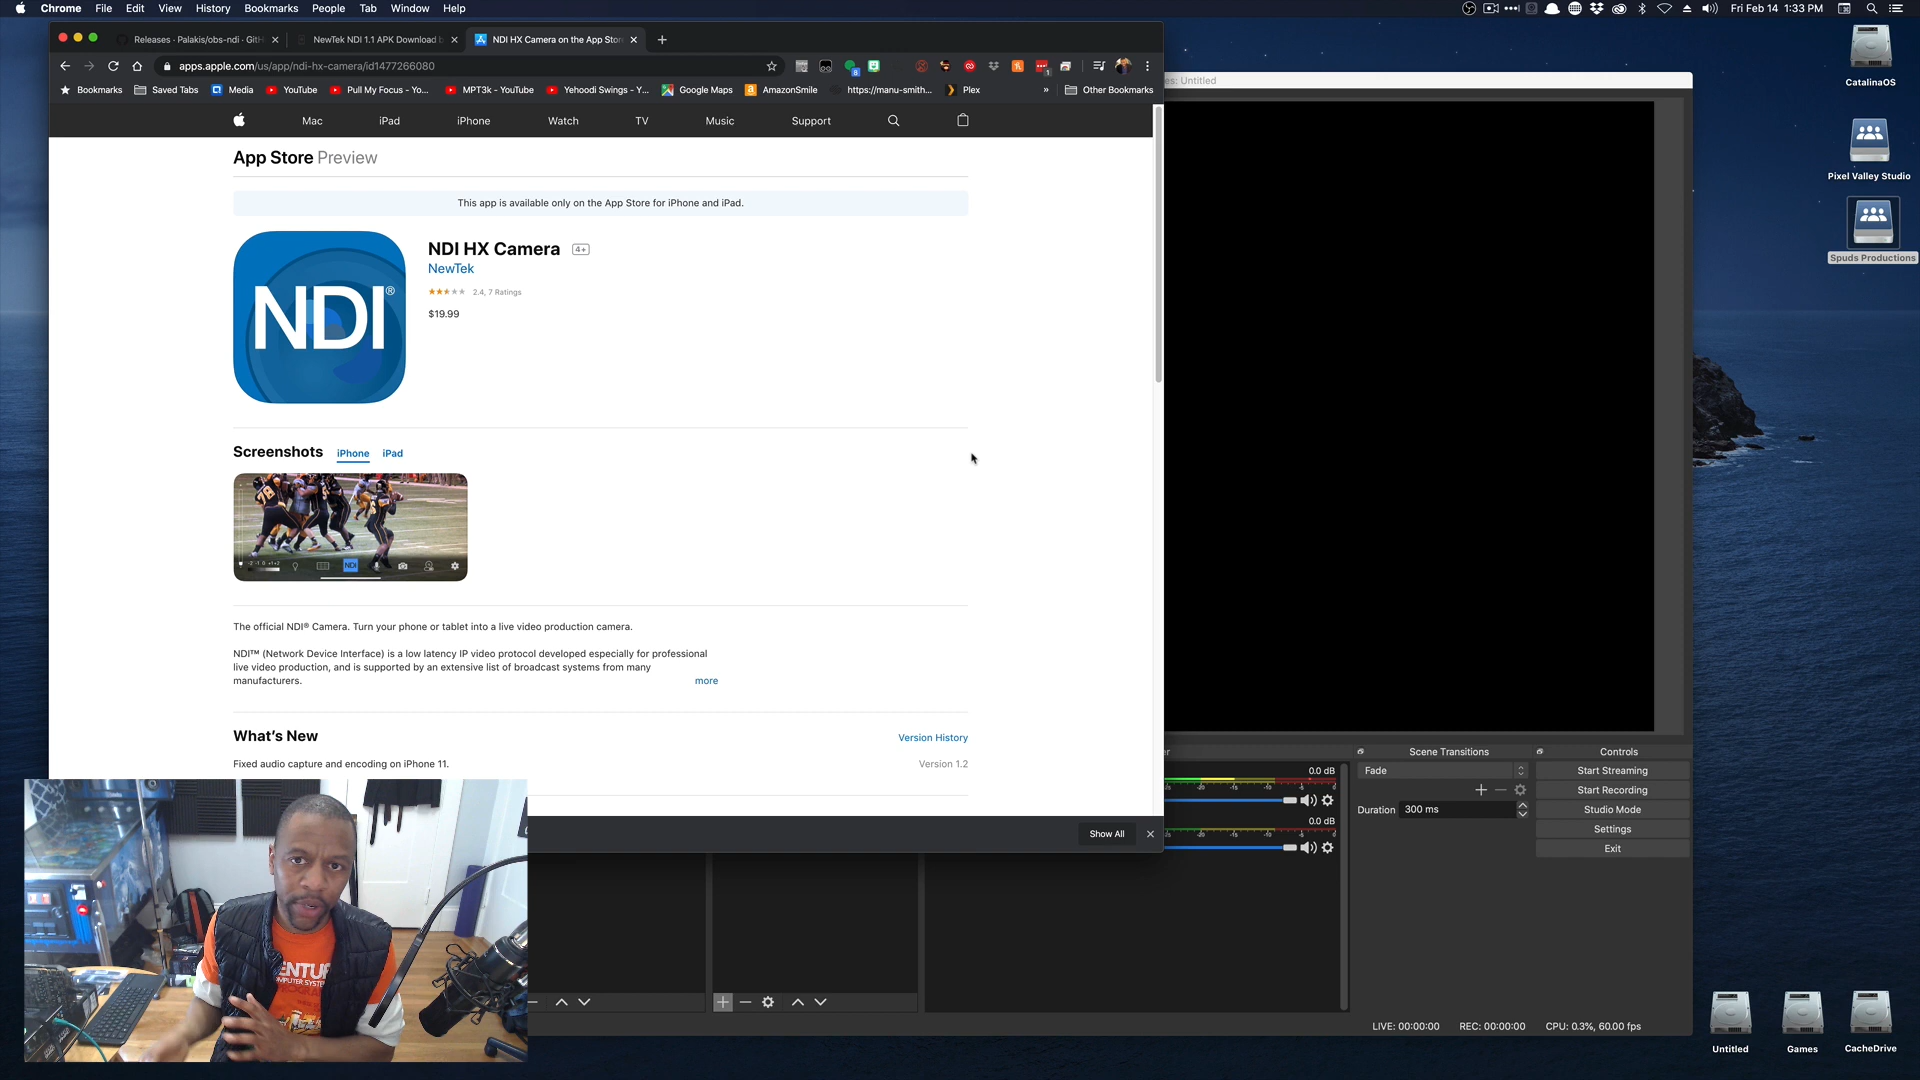 Chrome File Edit View History Bookmarks People Tab Window Help
Fri Feb 14 1:33 PM
Releases · Palakis/obs-ndi · GitH
NewTek NDI 1.1 APK Download b
NDI HX Camera on the App Stor
apps.apple.com/us/app/ndi-hx-camera/id1477266080
Bookmarks Saved Tabs Media YouTube Pull My Focus - Yo... MPT3k - YouTube Yehoodi Swings - Y... Google Maps AmazonSmile https://manu-smith... Plex » Other Bookmarks
es: Untitled
Mac iPad iPhone Watch TV Music Support
App Store Preview
This app is available only on the App Store for iPhone and iPad.
NDI®
NDI HX Camera 4+
NewTek
2.4, 7 Ratings
$19.99
Screenshots iPhone iPad
NDI
The official NDI® Camera. Turn your phone or tablet into a live video production camera.
NDI™ (Network Device Interface) is a low latency IP video protocol developed especially for professional
live video production, and is supported by an extensive list of broadcast systems from many
manufacturers.
more
What's New
Version History
Fixed audio capture and encoding on iPhone 11.
Version 1.2
Show All
er
0.0 dB
0.0 dB
Scene Transitions
Fade
Duration 300 ms
Controls
Start Streaming
Start Recording
Studio Mode
Settings
Exit
LIVE: 00:00:00 REC: 00:00:00 CPU: 0.3%, 60.00 fps
CatalinaOS
Pixel Valley Studio
Spuds Productions
Untitled
Games
CacheDrive
ENTUR
COMPUTER SYSTEM